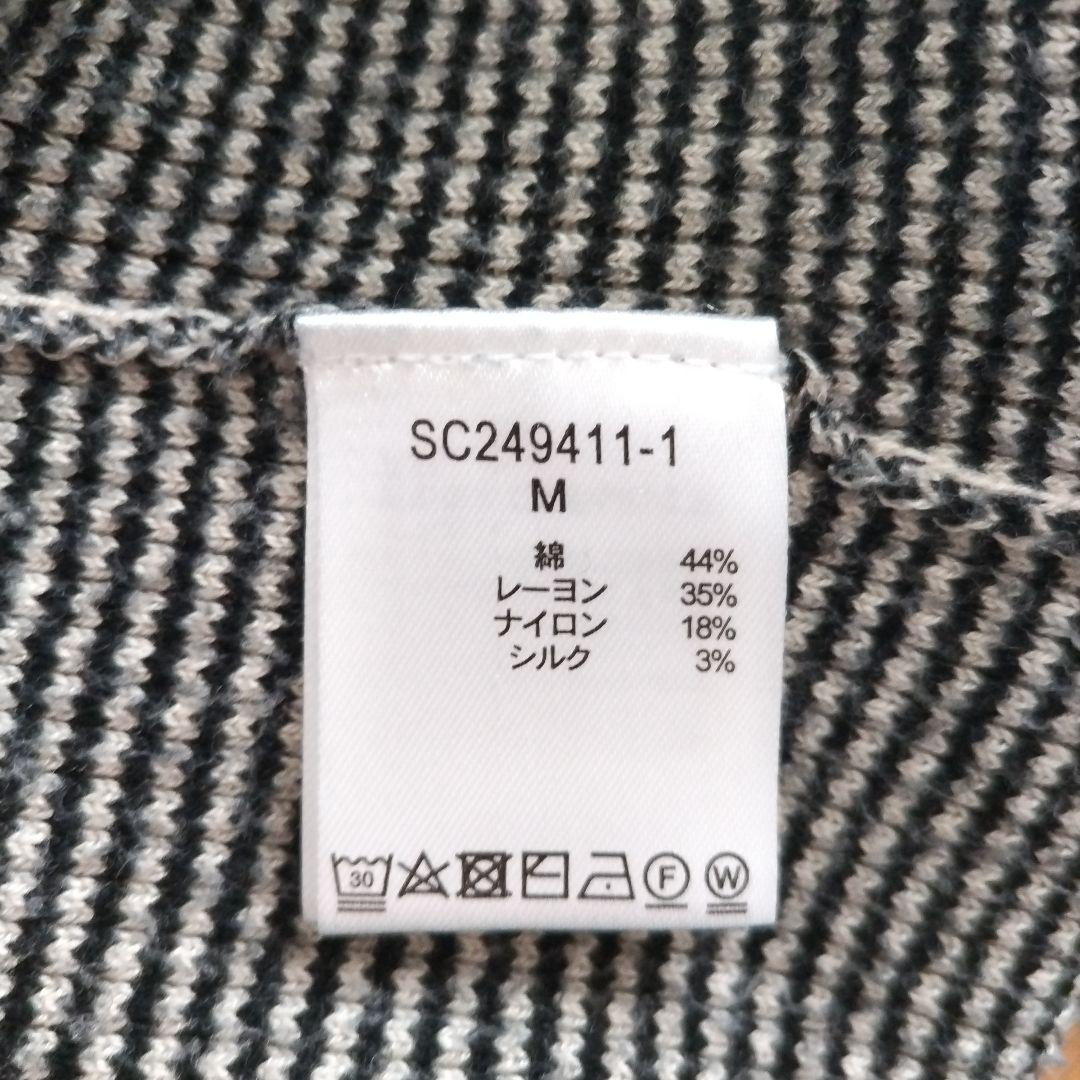 SC249411-1
M
綿 44%
レーヨン 35%
ナイロン 18%
シルク 3%
30 F W